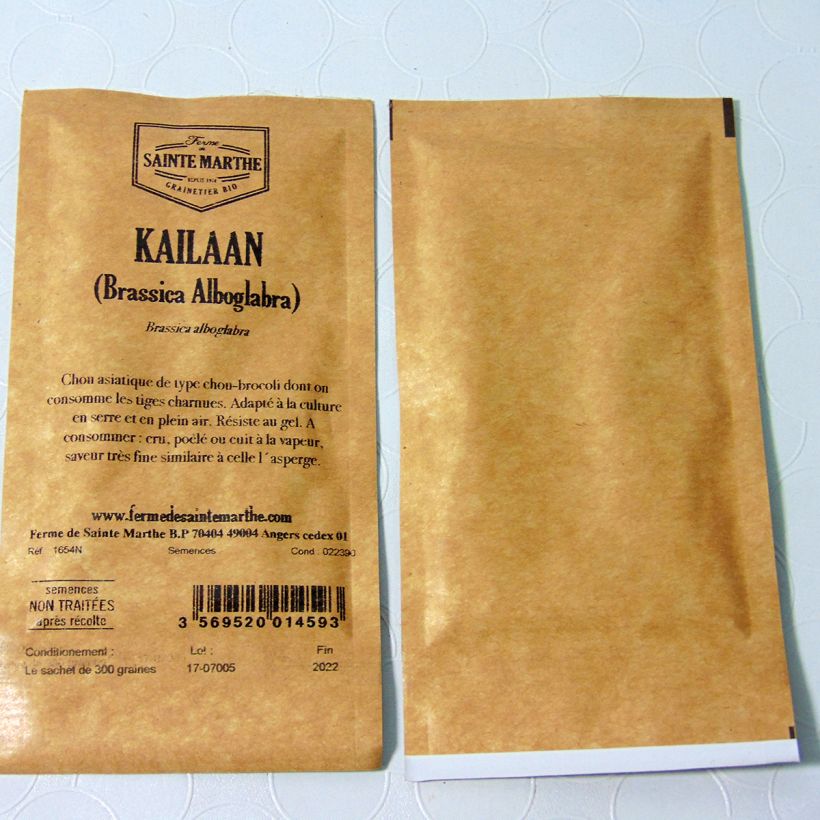 Ferme
de
SAINTE MARTHE
DEPUIS 1974
GRAINETIER BIO
KAILAAN
(Brassica Alboglabra)
Brassica alboglabra
Chou asiatique de type chou-brocoli dont on
consomme les tiges charnues. Adapté à la culture
en serre et en plein air. Résiste au gel. A
consommer : cru, poêlé ou cuit à la vapeur,
saveur très fine similaire à celle l´asperge.
www.fermedesaintemarthe.com
Ferme de Sainte Marthe B.P 70404 49004 Angers cedex 01
Réf 1654N Semences Cond : 022390
semences
NON TRAITÉES
après récolte
3 569520 014593
Conditionement : Lot : Fin
Le sachet de 300 graines 17-07005 2022